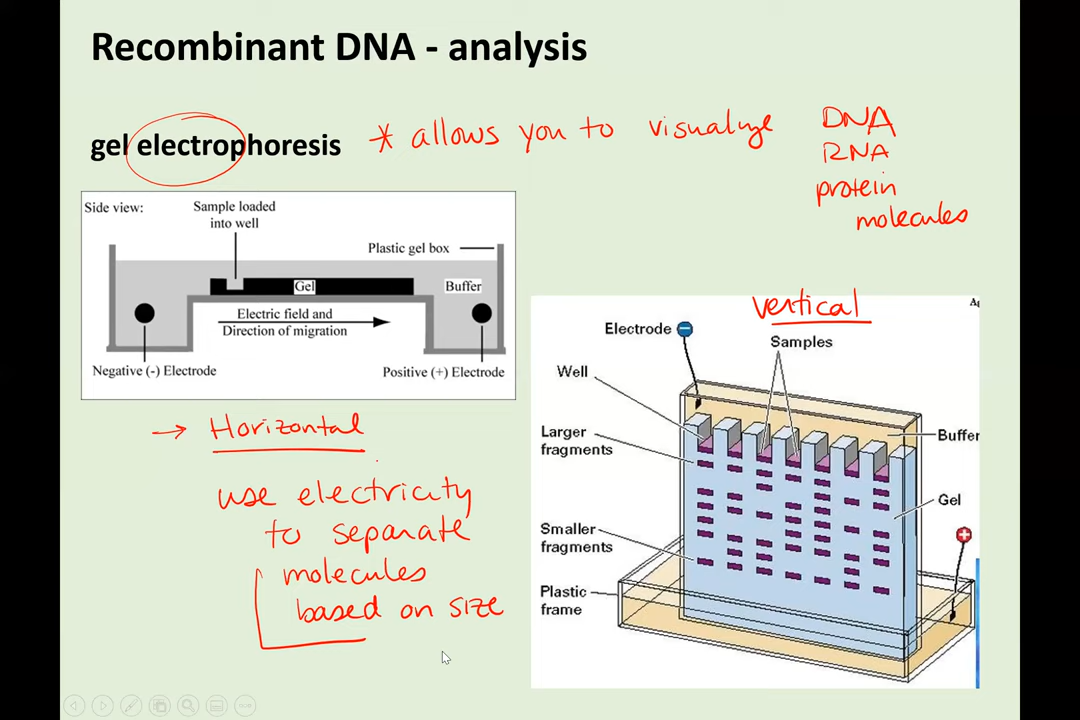 Recombinant DNA - analysis
gel electrophoresis
* allows you to visualize
DNA
RNA
protein
molecules
Side view:
Sample loaded
into well
Plastic gel box
Gel
Buffer
Electric field and
Direction of migration
Negative (-) Electrode
Positive (+) Electrode
→ Horizontal
use electricity
to separate
molecules
based on size
vertical
Electrode
Samples
Well
Larger
fragments
Buffer
Gel
Smaller
fragments
Plastic
frame